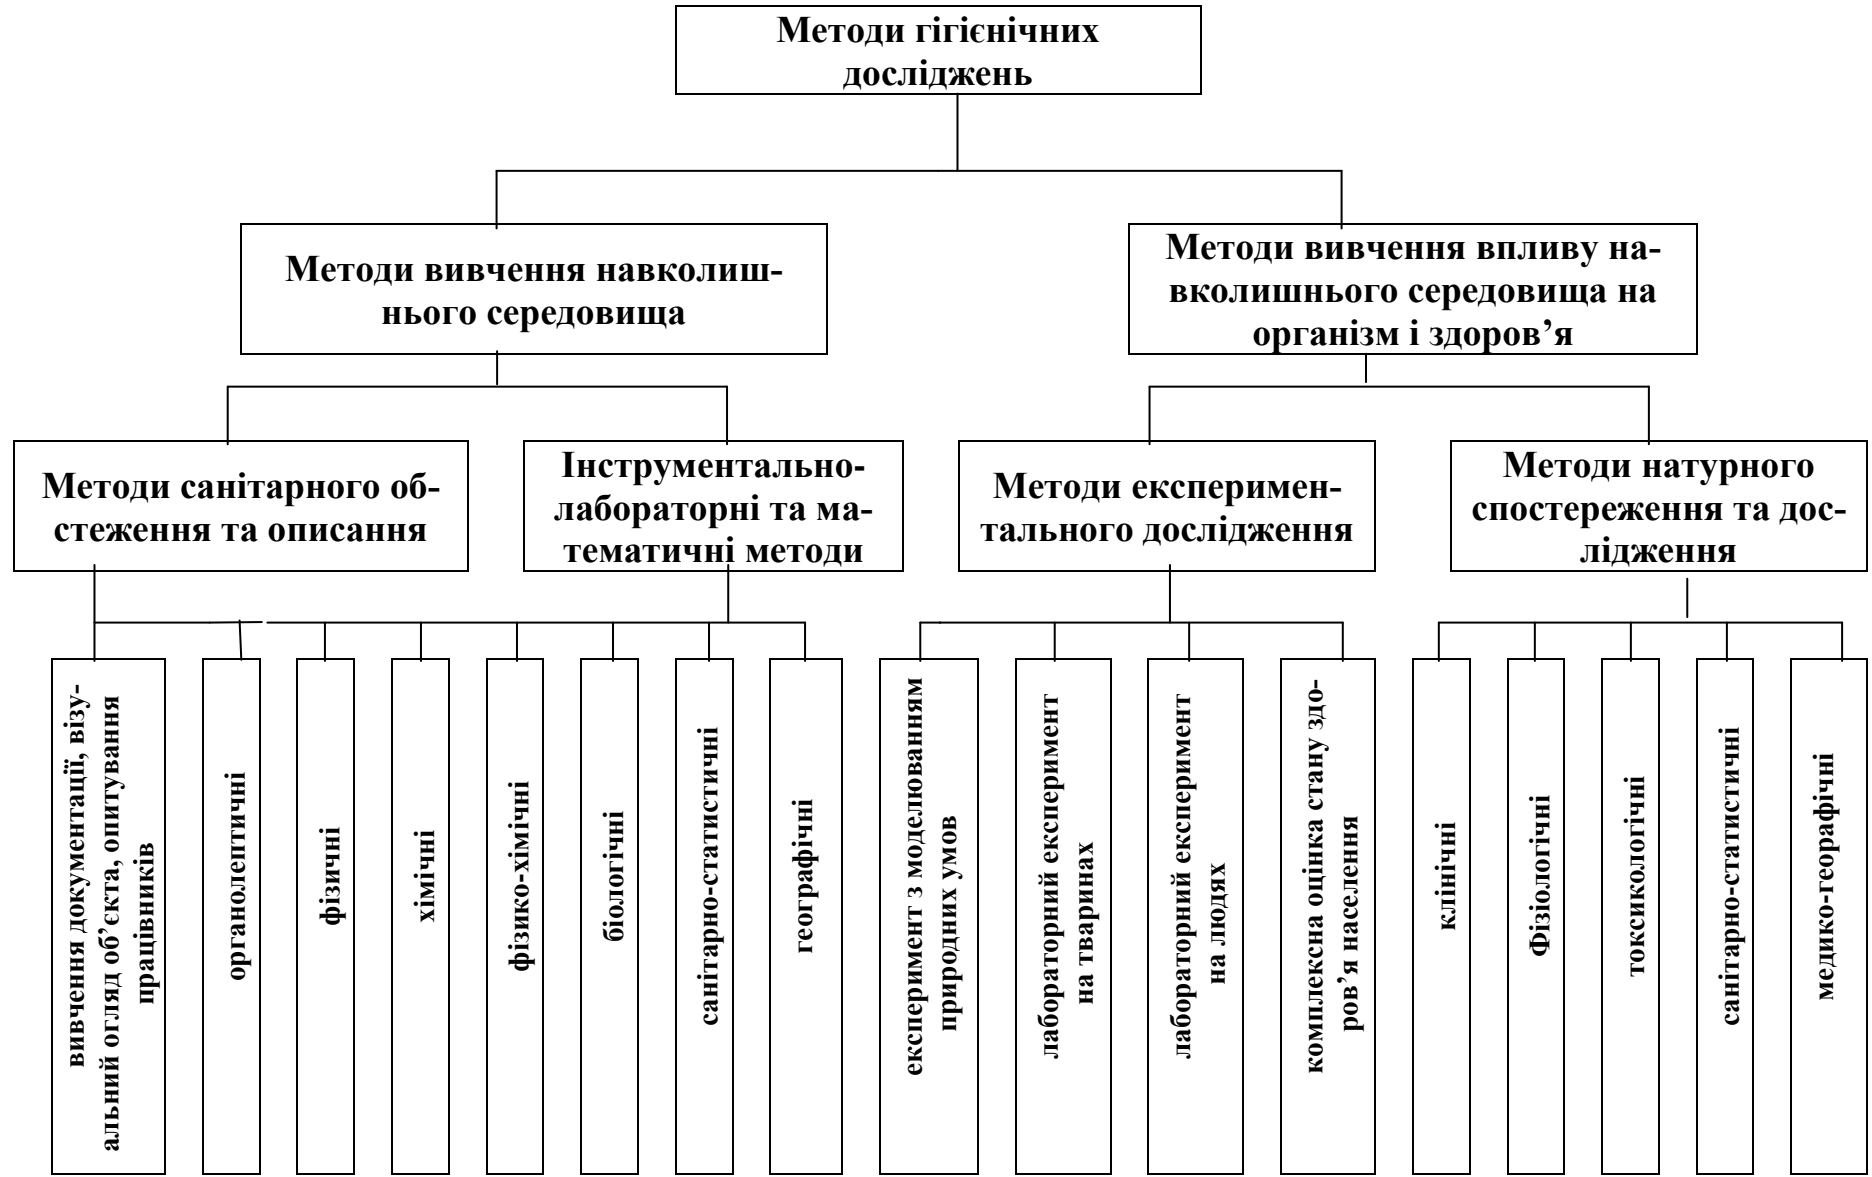 Методи гігієнічних
досліджень
Методи вивчення навколиш-
нього середовища
Методи вивчення впливу на-
вколишнього середовища на
організм і здоров’я
Методи санітарного об-
стеження та описання
Інструментально-
лабораторні та ма-
тематичні методи
Методи експеримен-
тального дослідження
Методи натурного
спостереження та дос-
лідження
вивчення документації, візу-
альний огляд об’єкта, опитування
працівників
органолептичні
фізичні
хімічні
фізико-хімічні
біологічні
санітарно-статистичні
географічні
експеримент з моделюванням
природних умов
лабораторний експеримент
на тваринах
лабораторний експеримент
на людях
комплексна оцінка стану здо-
ров’я населення
клінічні
Фізіологічні
токсикологічні
санітарно-статистичні
медико-географічні